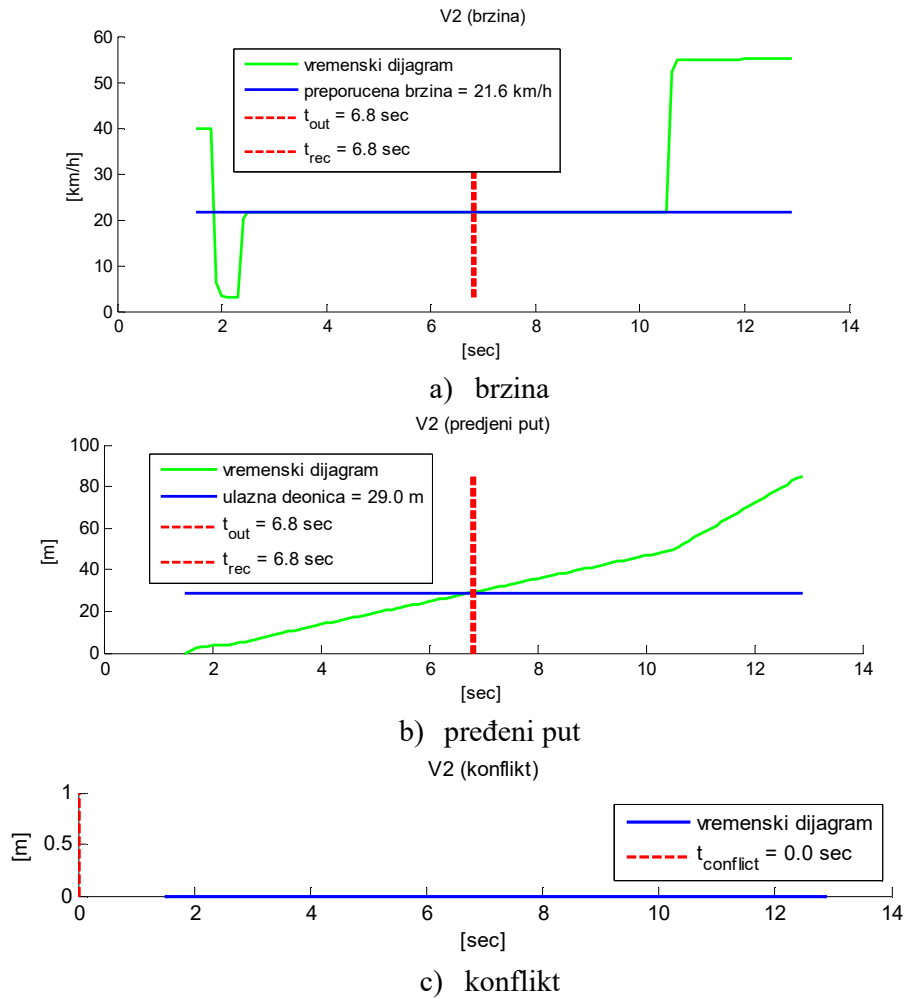 V2 (brzina)
60
50
40
30
20
10
0
[km/h]
vremenski dijagram
preporucena brzina = 21.6 km/h
t_out = 6.8 sec
t_rec = 6.8 sec
0 2 4 6 8 10 12 14
[sec]
a) brzina
V2 (predjeni put)
100
80
60
40
20
0
[m]
vremenski dijagram
ulazna deonica = 29.0 m
t_out = 6.8 sec
t_rec = 6.8 sec
0 2 4 6 8 10 12 14
[sec]
b) pređeni put
V2 (konflikt)
1
0.5
0
[m]
vremenski dijagram
t_conflict = 0.0 sec
0 2 4 6 8 10 12 14
[sec]
c) konflikt